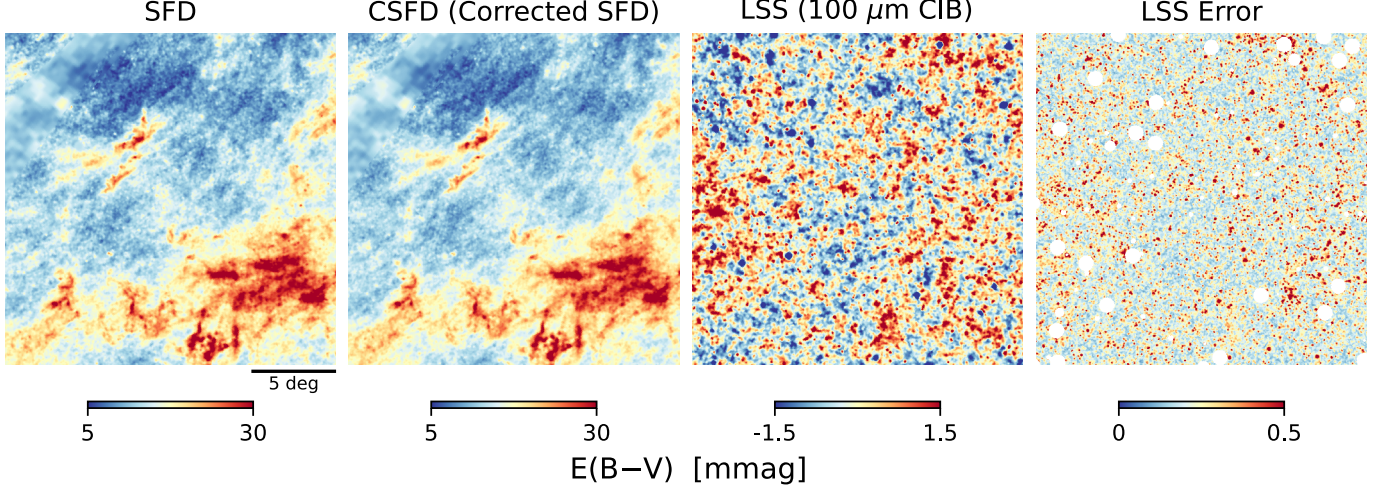 SFD
CSFD (Corrected SFD)
LSS (100 μm CIB)
LSS Error
5 deg
5 30
5 30
-1.5 1.5
0 0.5
E(B−V) [mmag]